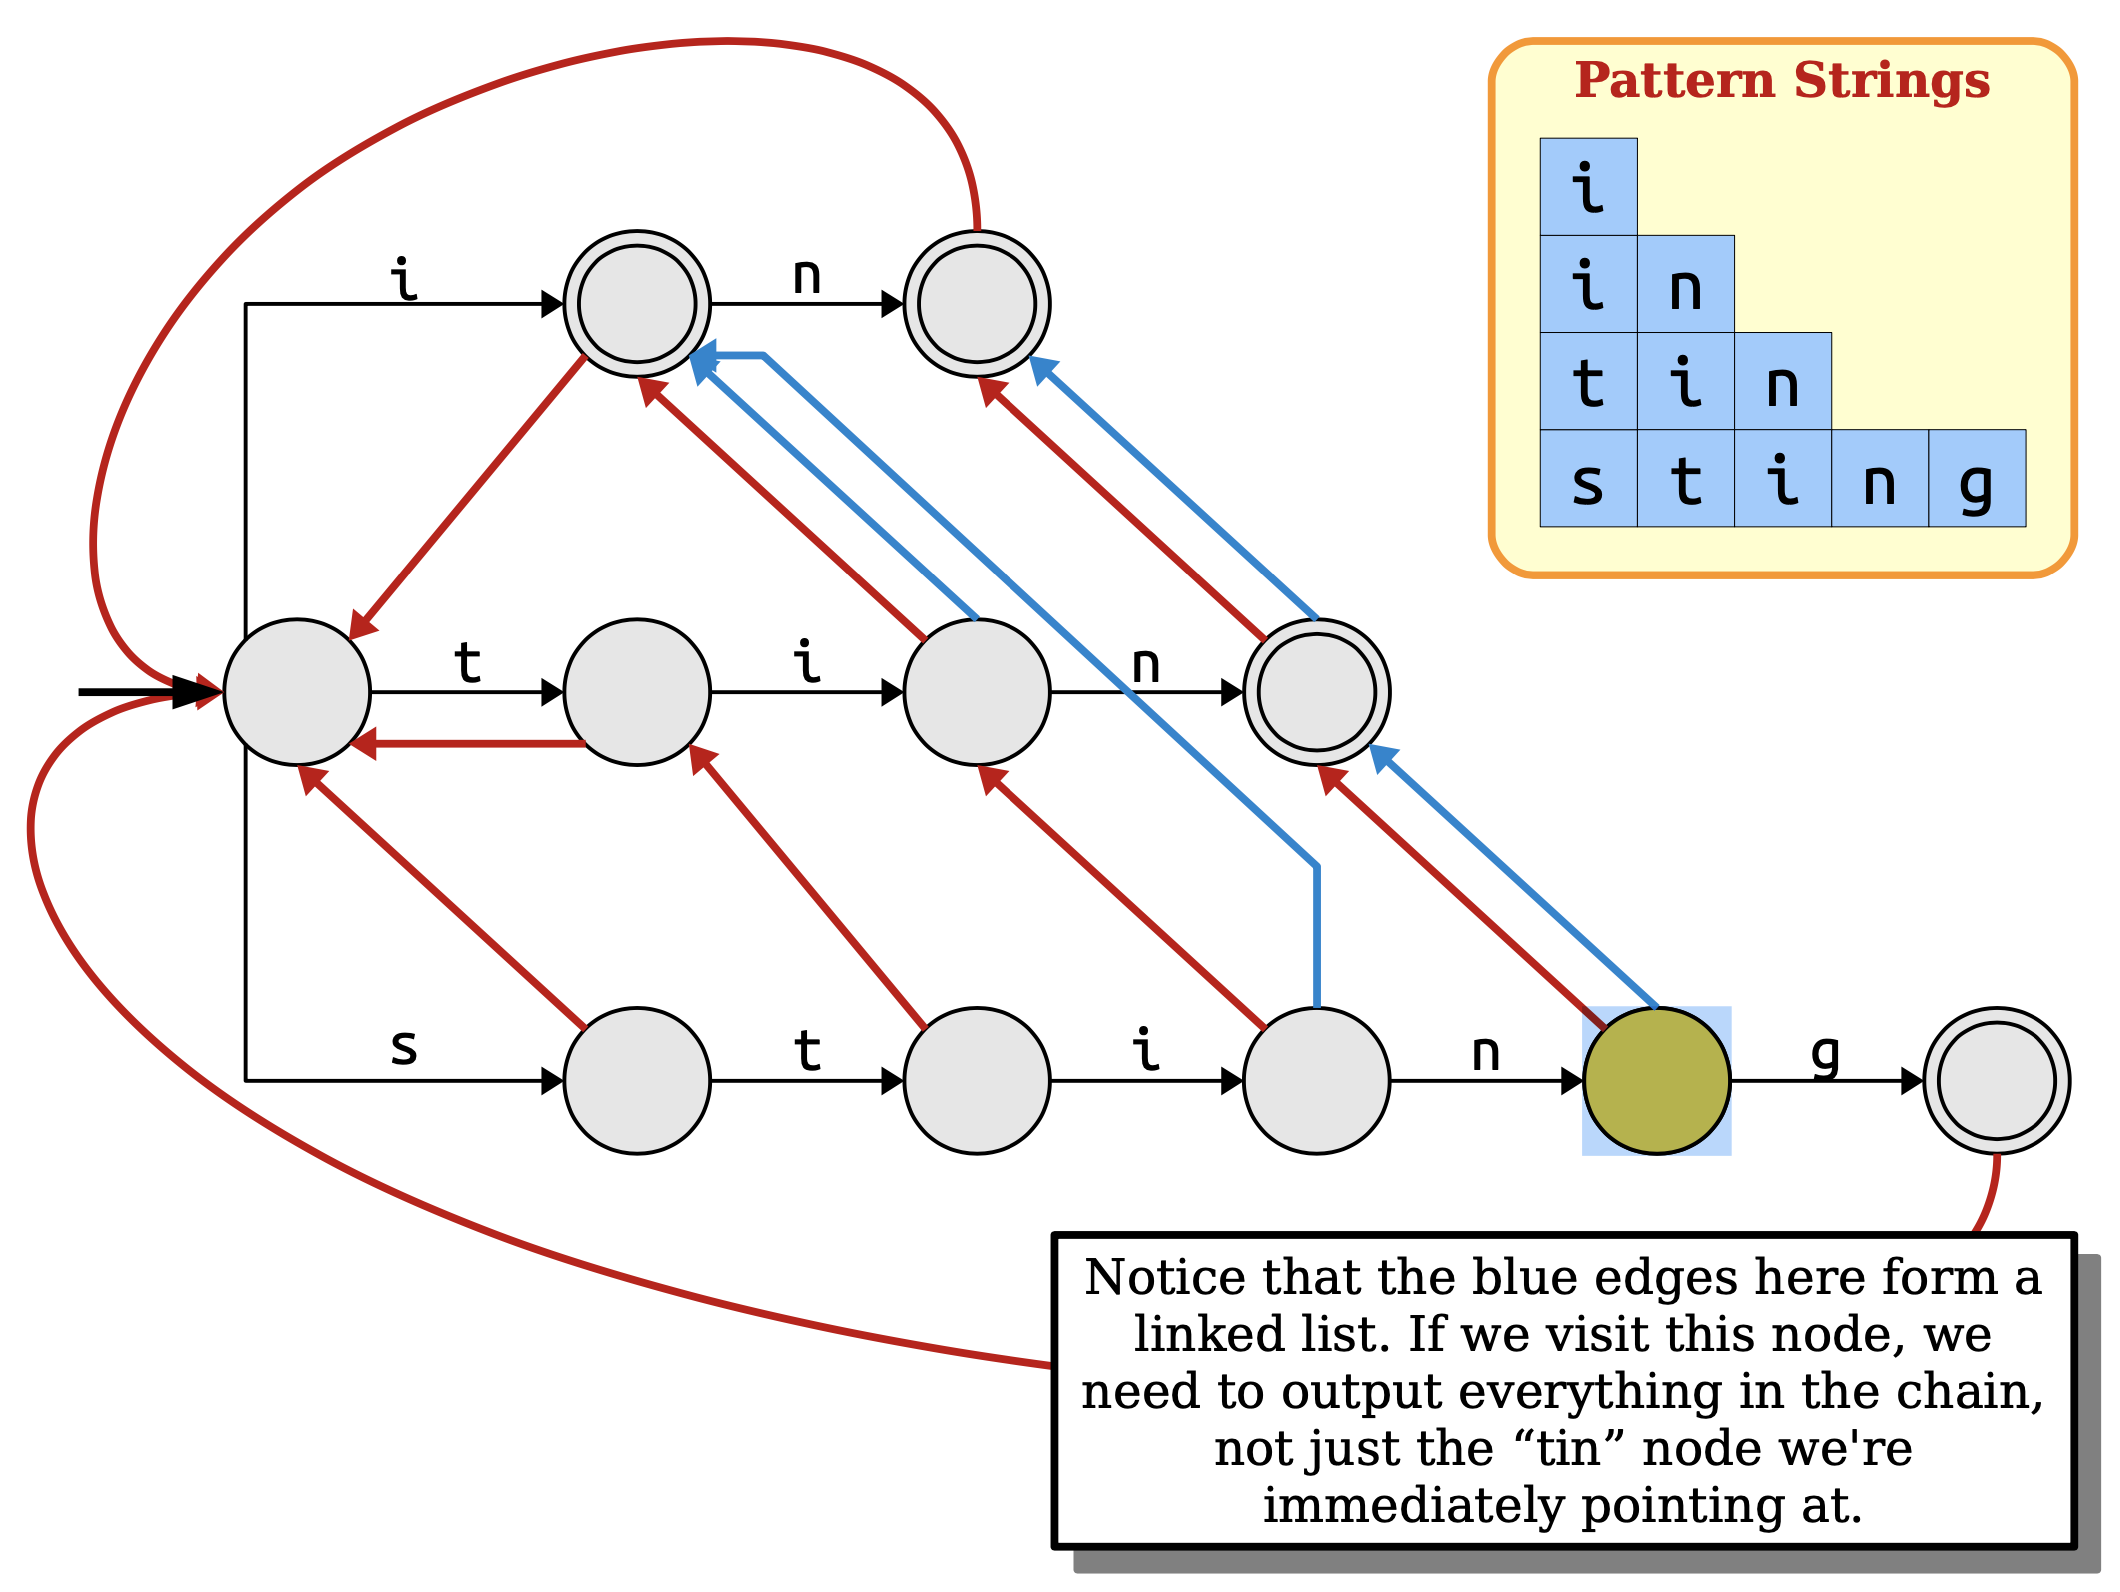 Pattern Strings
i
i n
t i n
s t i n g
i n
t i n
s t i n g
Notice that the blue edges here form a
linked list. If we visit this node, we
need to output everything in the chain,
not just the “tin” node we're
immediately pointing at.